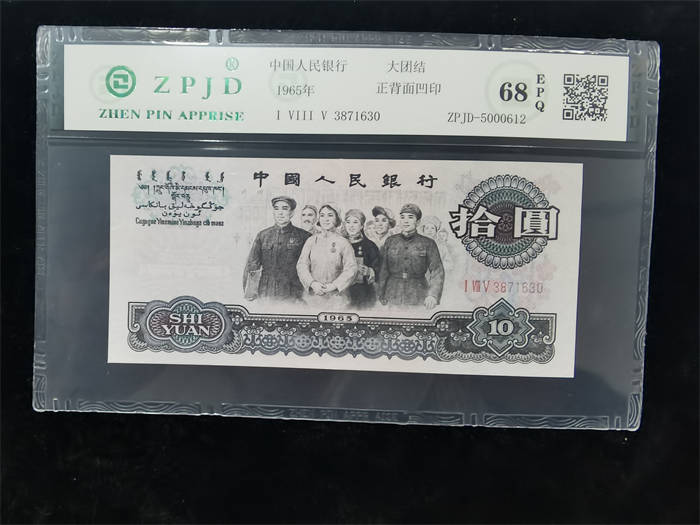 ZPJD®
ZHEN PIN APPRISE
中国人民银行 大团结
1965年 正背面凹印
I VIII V 3871630 ZPJD-5000612
68 EPQ
中國人民銀行
拾圓
I VIII V 3871630
1965
SHI
YUAN
10